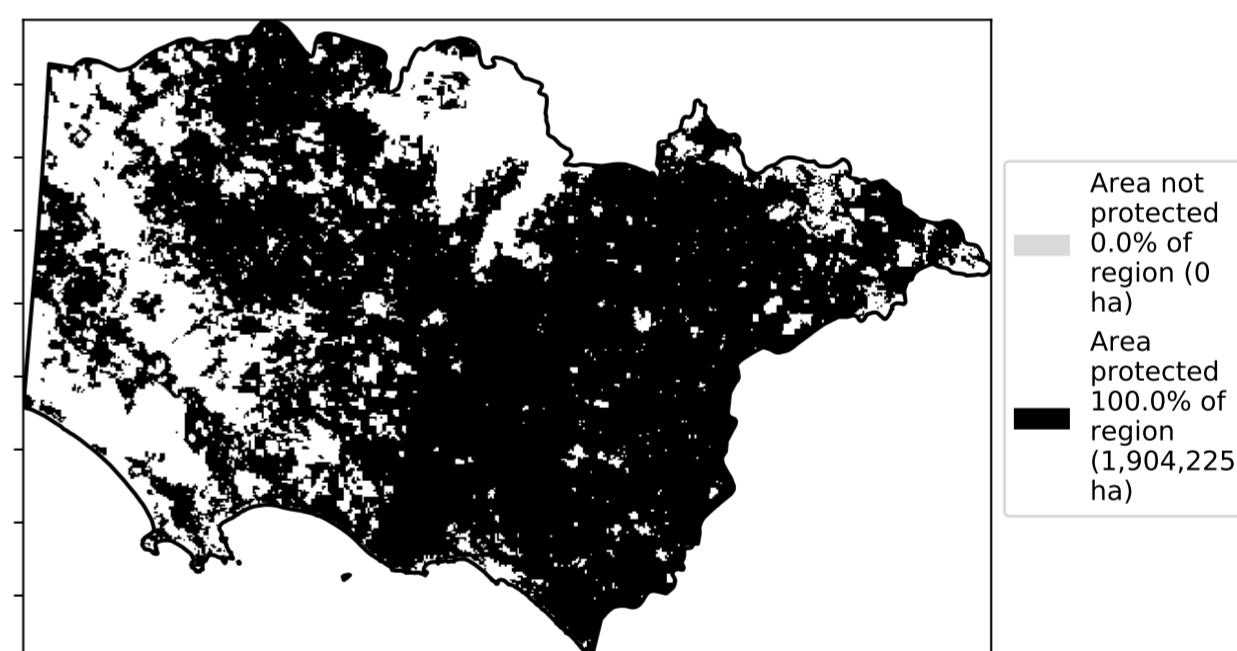 Area not
protected
0.0% of
region (0
ha)
Area
protected
100.0% of
region
(1,904,225
ha)